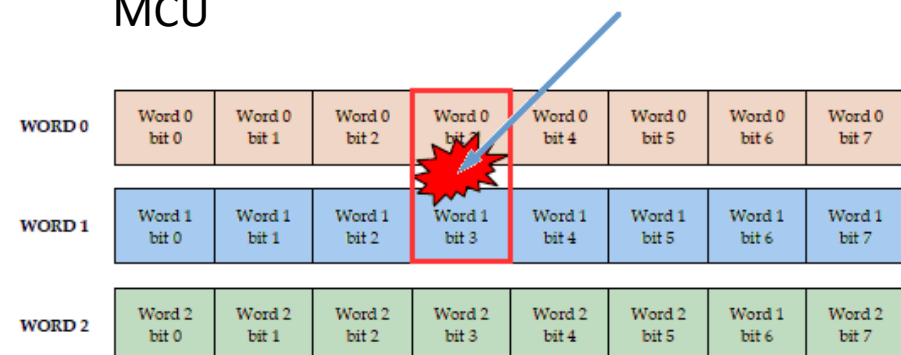 MCU
WORD 0
Word 0 Word 0 Word 0 Word 0 Word 0 Word 0 Word 0 Word 0
bit 0 bit 1 bit 2 bit bit 4 bit 5 bit 6 bit 7
WORD 1
Word 1 Word 1 Word 1 Word 1 Word 1 Word 1 Word 1 Word 1
bit 0 bit 1 bit 2 bit 3 bit 4 bit 5 bit 6 bit 7
WORD 2
Word 2 Word 2 Word 2 Word 2 Word 2 Word 2 Word 1 Word 2
bit 0 bit 1 bit 2 bit 3 bit 4 bit 5 bit 6 bit 7